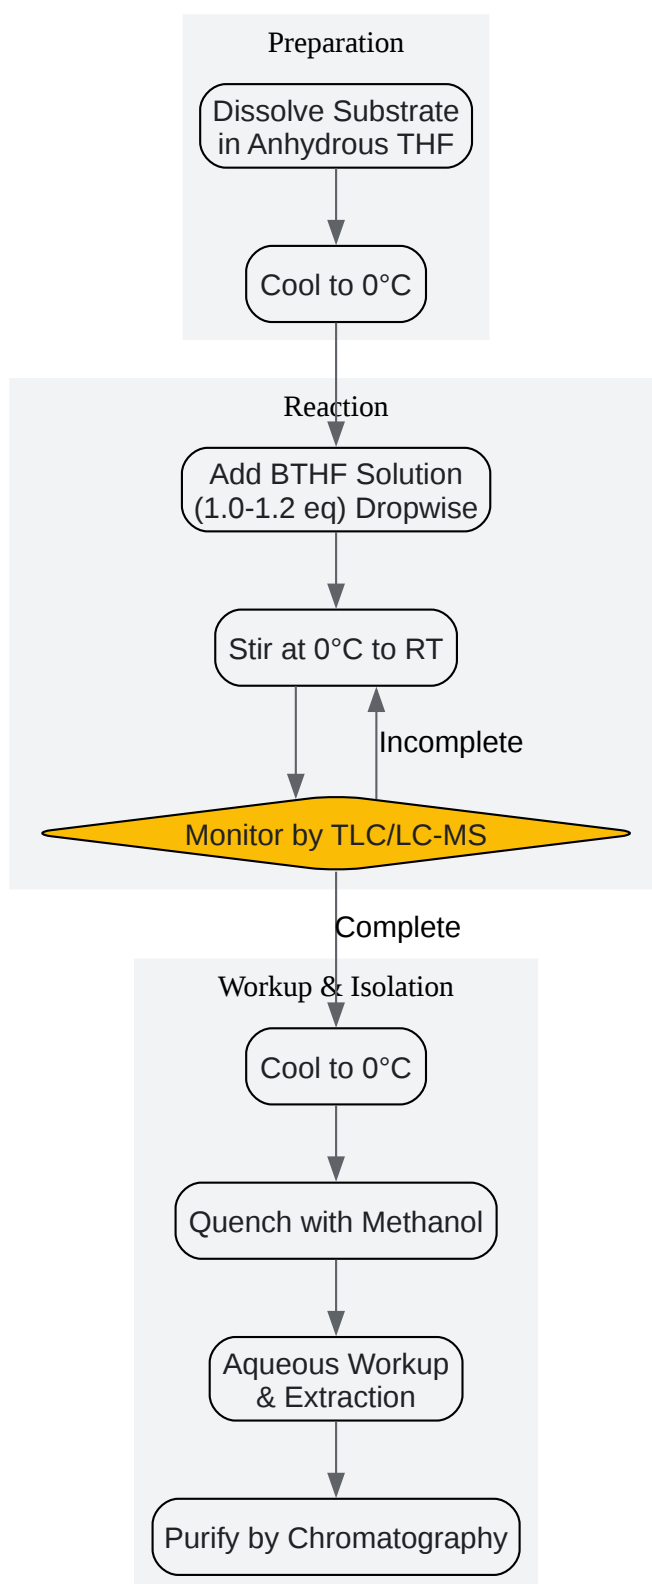 Preparation
Dissolve Substrate
in Anhydrous THF
Cool to 0°C
Reaction
Add BTHF Solution
(1.0-1.2 eq) Dropwise
Stir at 0°C to RT
Incomplete
Monitor by TLC/LC-MS
Complete
Workup & Isolation
Cool to 0°C
Quench with Methanol
Aqueous Workup
& Extraction
Purify by Chromatography